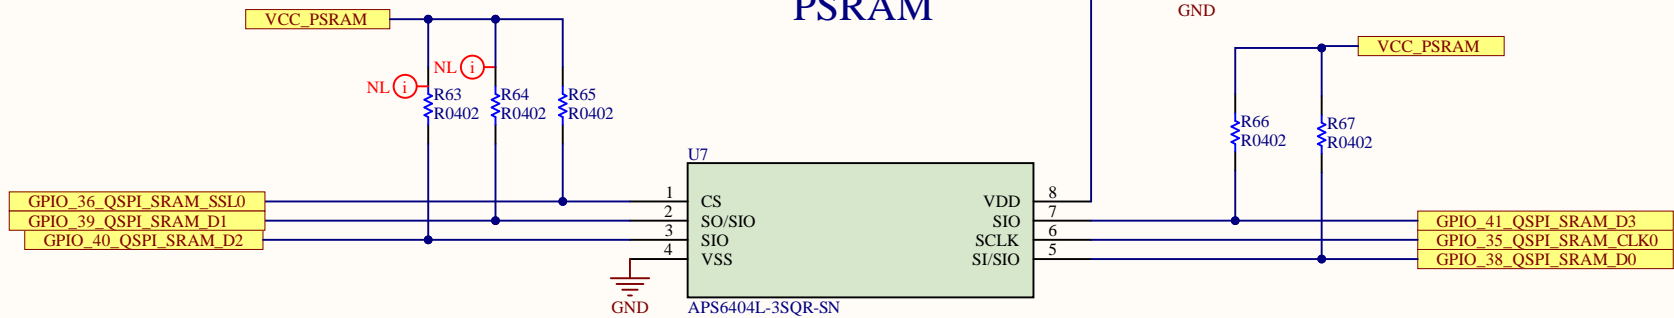 PSRAM
GND
VCC_PSRAM
VCC_PSRAM
NL i
NL i
R63
R0402
R64
R0402
R65
R0402
R66
R0402
R67
R0402
U7
GPIO_36_QSPI_SRAM_SSL0
1
CS
VDD
8
GPIO_39_QSPI_SRAM_D1
2
SO/SIO
SIO
7
GPIO_41_QSPI_SRAM_D3
GPIO_40_QSPI_SRAM_D2
3
SIO
SCLK
6
GPIO_35_QSPI_SRAM_CLK0
4
VSS
SI/SIO
5
GPIO_38_QSPI_SRAM_D0
GND
APS6404L-3SQR-SN